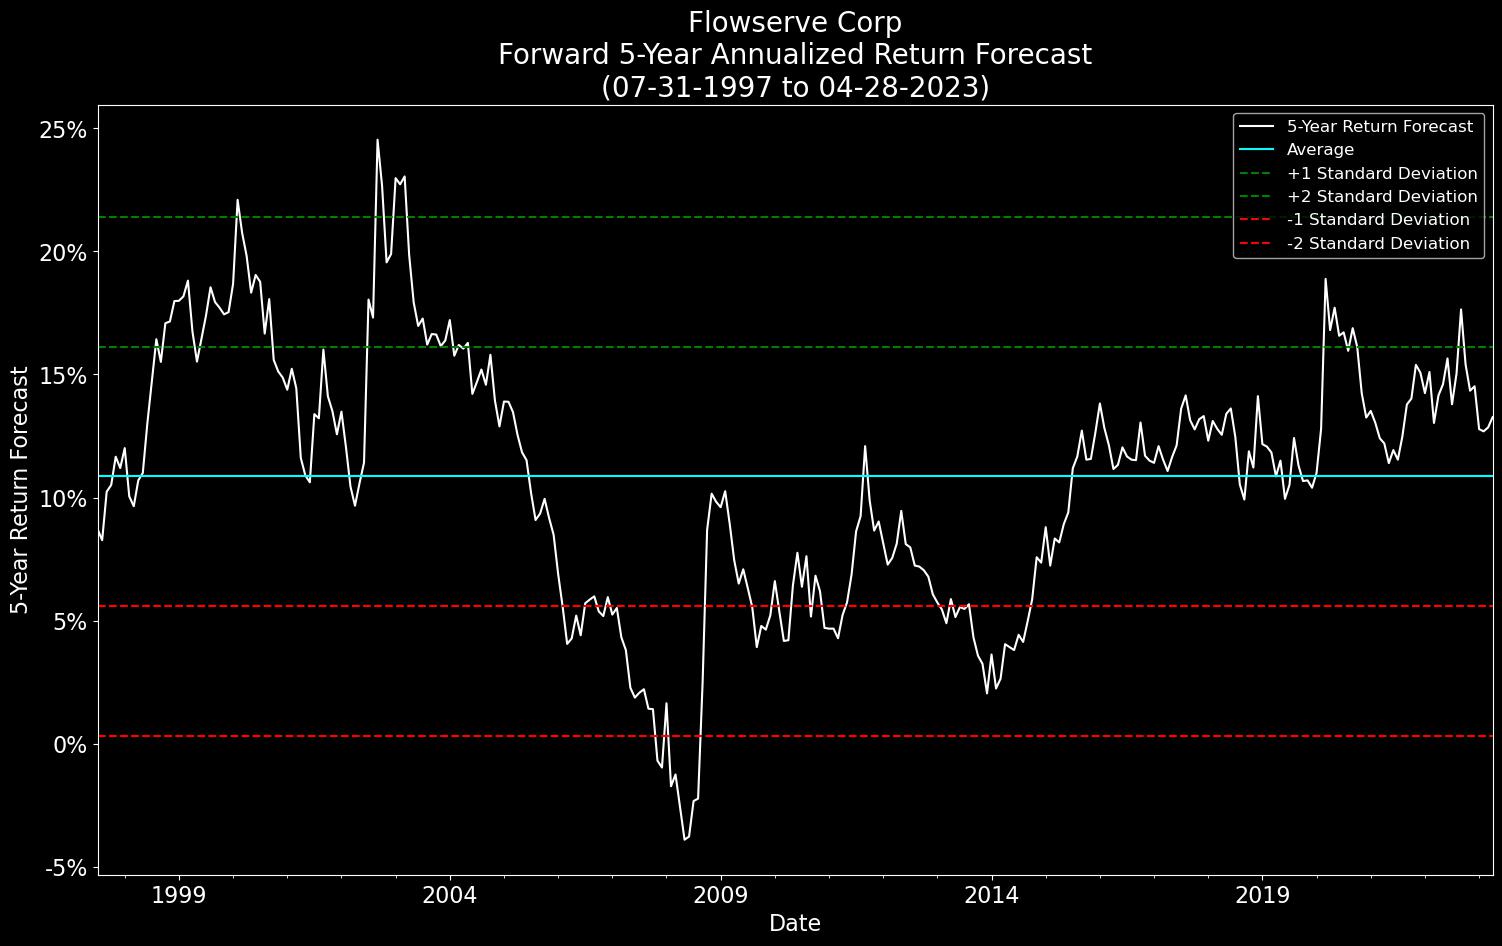 Flowserve Corp
Forward 5-Year Annualized Return Forecast
(07-31-1997 to 04-28-2023)
5-Year Return Forecast
Average
+1 Standard Deviation
+2 Standard Deviation
-1 Standard Deviation
-2 Standard Deviation
5-Year Return Forecast
25%
20%
15%
10%
5%
0%
-5%
1999 2004 2009 2014 2019
Date